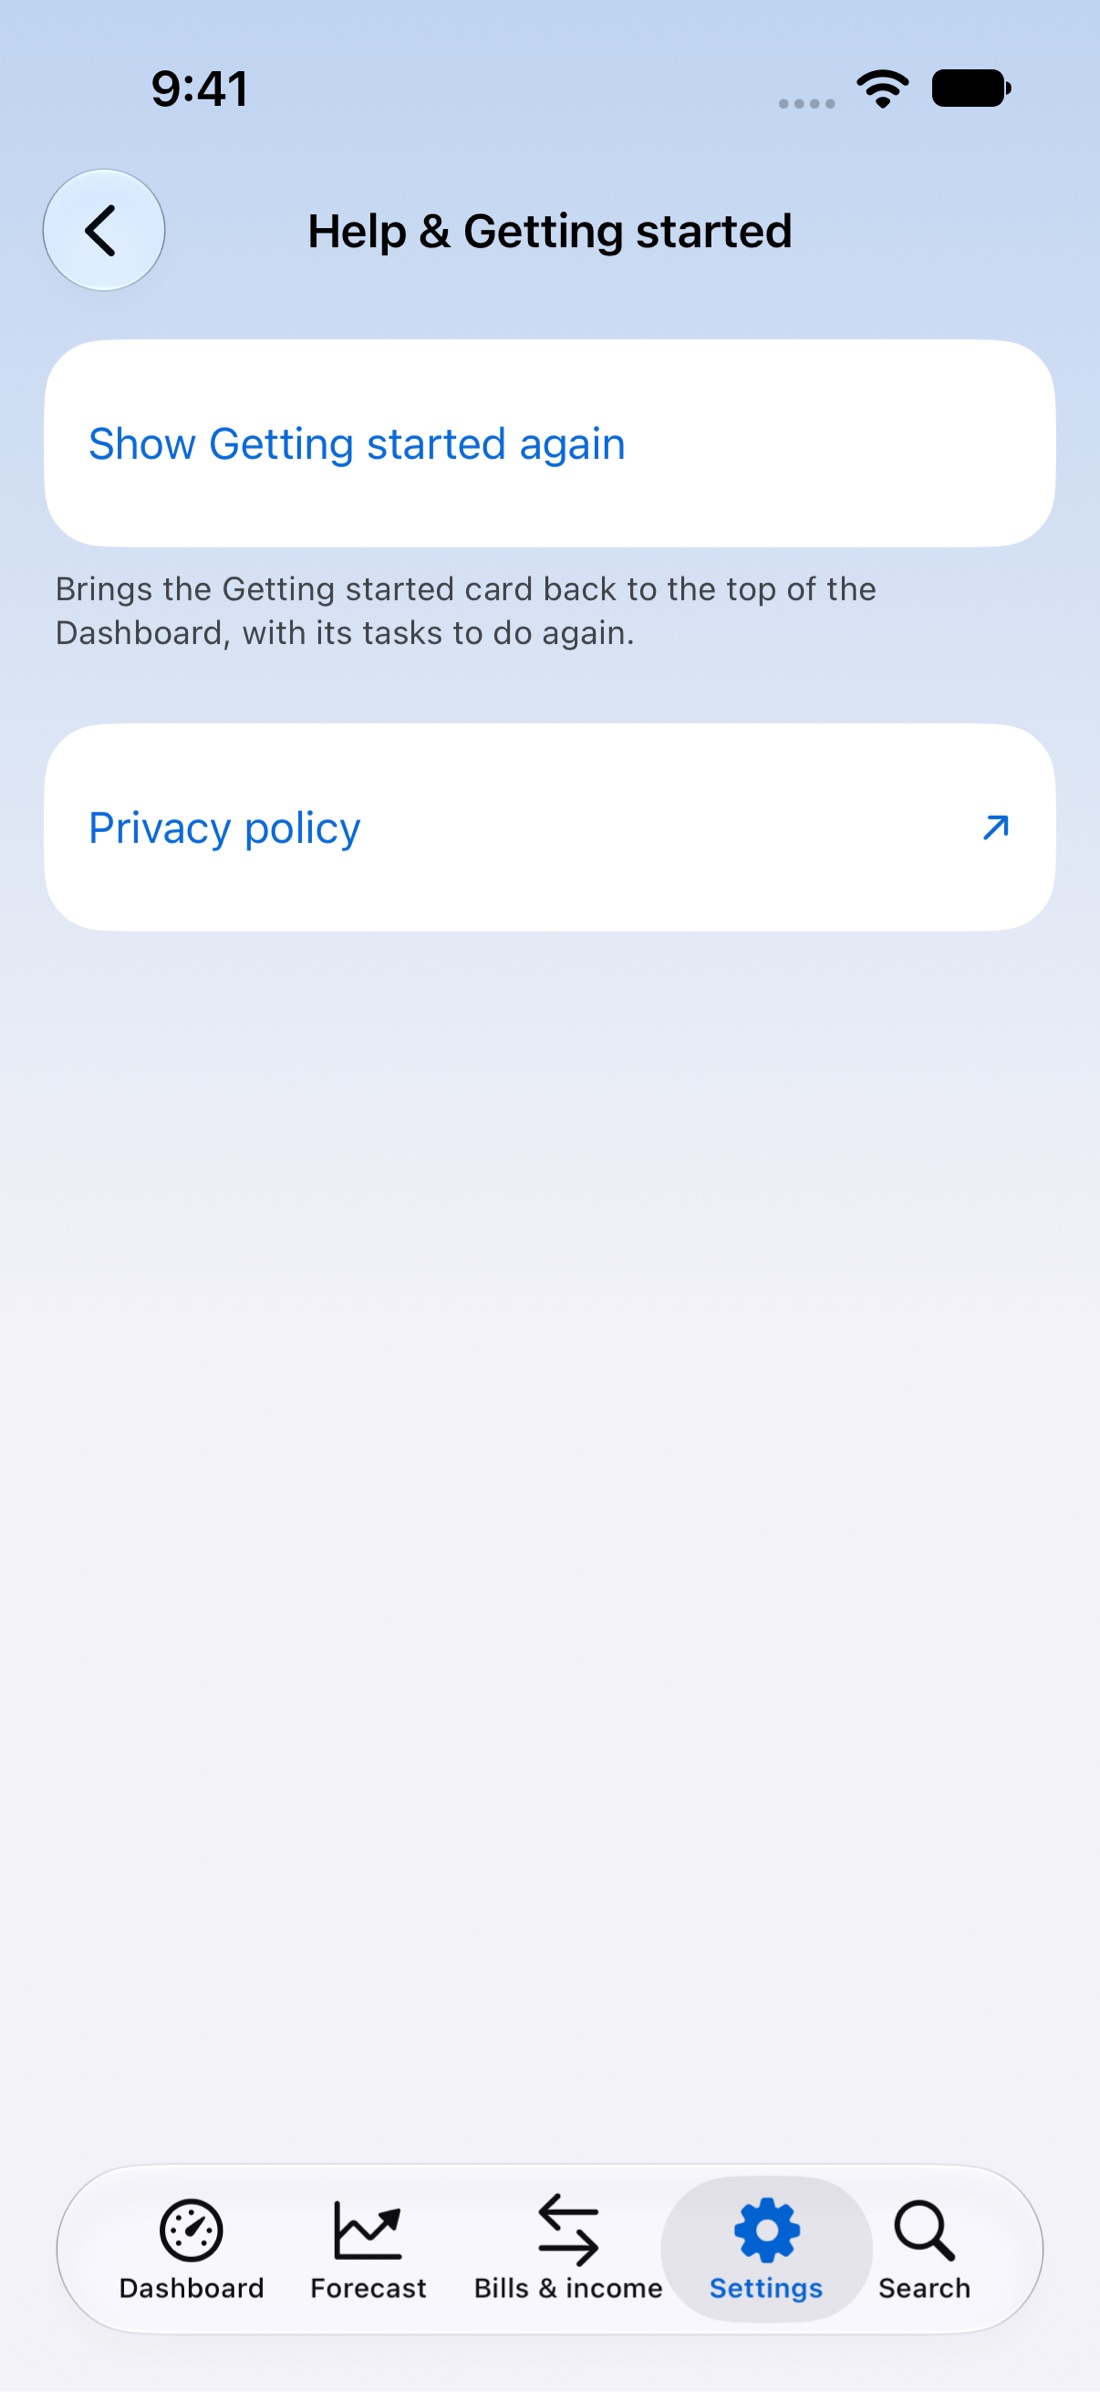 9:41
Help & Getting started
Show Getting started again
Brings the Getting started card back to the top of the
Dashboard, with its tasks to do again.
Privacy policy
Dashboard
Forecast
Bills & income
Settings
Search